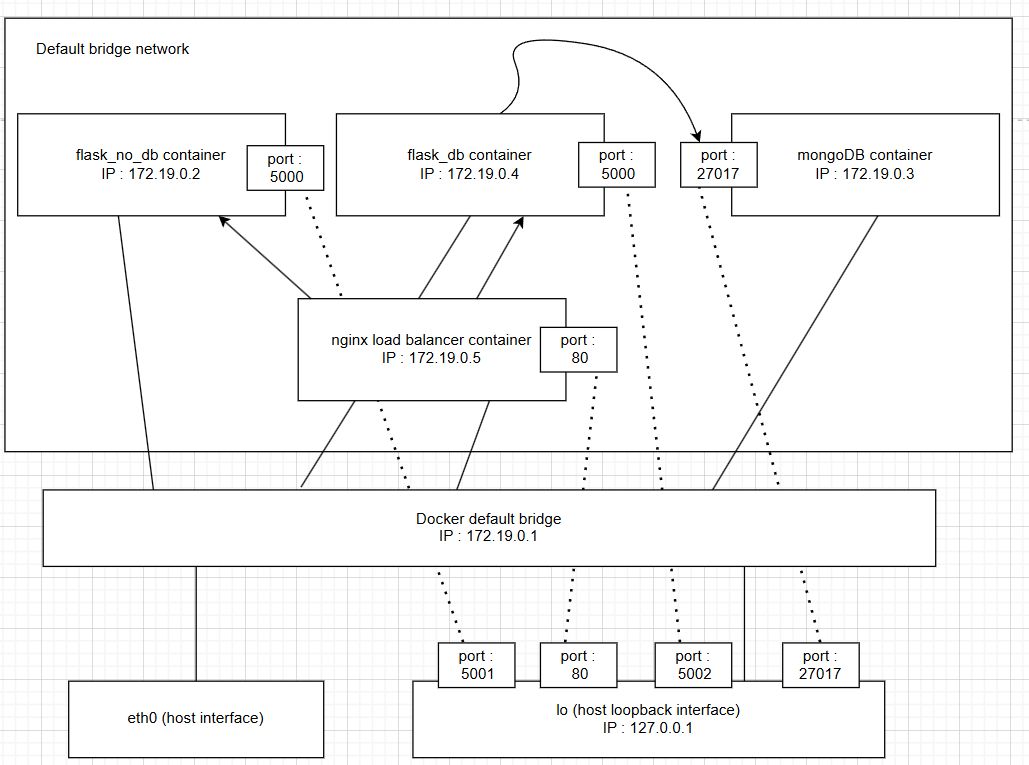 Default bridge network
flask_no_db container
IP : 172.19.0.2
port :
5000
flask_db container
IP : 172.19.0.4
port :
5000
port :
27017
mongoDB container
IP : 172.19.0.3
nginx load balancer container
IP : 172.19.0.5
port :
80
Docker default bridge
IP : 172.19.0.1
port :
5001
port :
80
port :
5002
port :
27017
eth0 (host interface)
lo (host loopback interface)
IP : 127.0.0.1